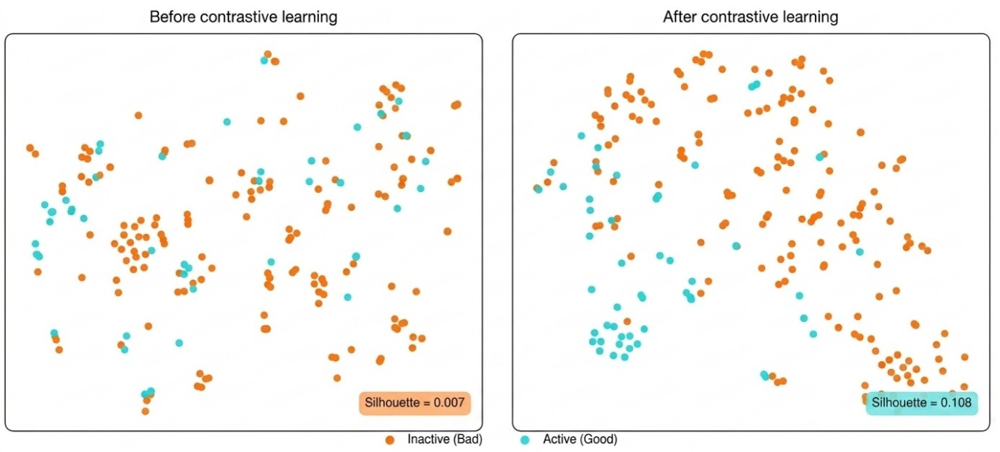 Before contrastive learning
After contrastive learning
Silhouette = 0.007
Silhouette = 0.108
Inactive (Bad)
Active (Good)